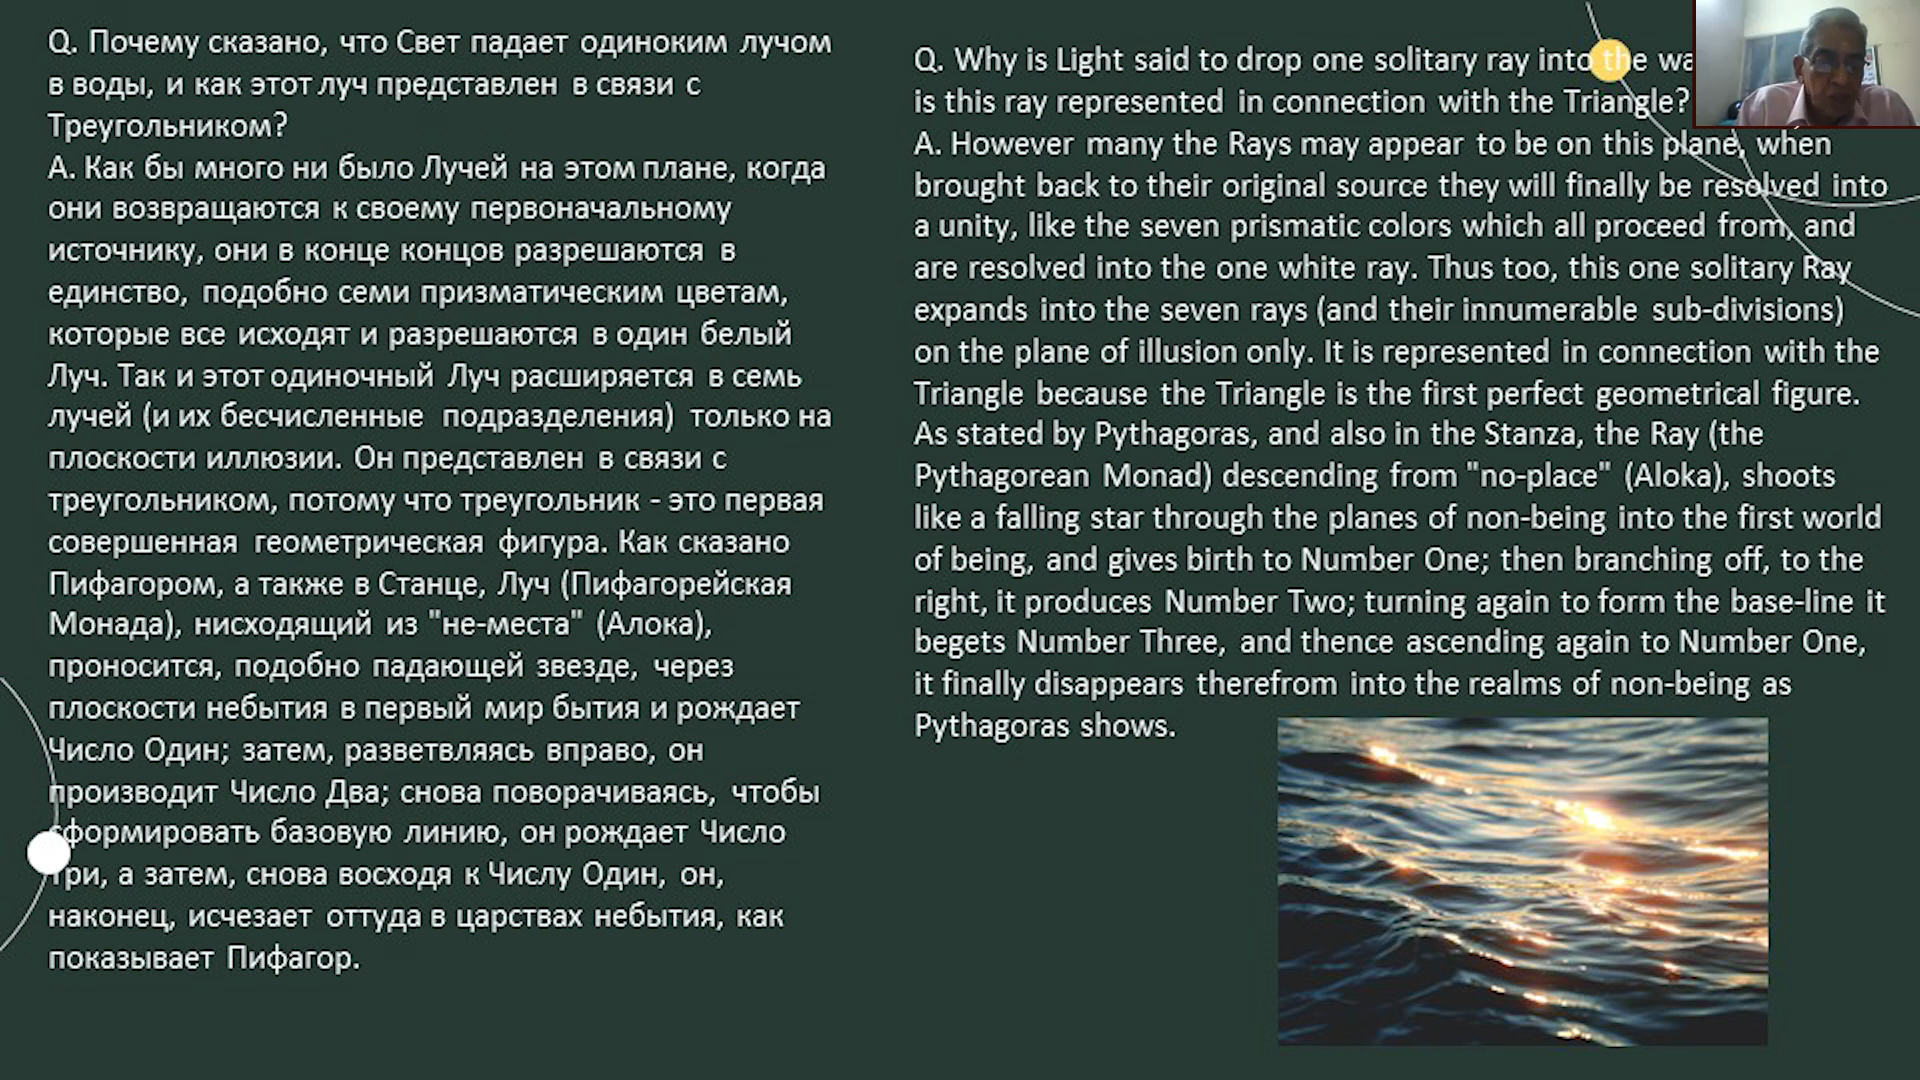 Q. Почему сказано, что Свет падает одиноким лучом
в воды, и как этот луч представлен в связи с
Треугольником?
А. Как бы много ни было Лучей на этом плане, когда
они возвращаются к своему первоначальному
источнику, они в конце концов разрешаются в
единство, подобно семи призматическим цветам,
которые все исходят и разрешаются в один белый
Луч. Так и этот одиночный Луч расширяется в семь
лучей (и их бесчисленные подразделения) только на
плоскости иллюзии. Он представлен в связи с
треугольником, потому что треугольник - это первая
совершенная геометрическая фигура. Как сказано
Пифагором, а также в Станце, Луч (Пифагорейская
Монада), нисходящий из "не-места" (Алока),
проносится, подобно падающей звезде, через
плоскости небытия в первый мир бытия и рождает
Число Один; затем, разветвляясь вправо, он
производит Число Два; снова поворачиваясь, чтобы
сформировать базовую линию, он рождает Число
Три, а затем, снова восходя к Числу Один, он,
наконец, исчезает оттуда в царствах небытия, как
показывает Пифагор.
Q. Why is Light said to drop one solitary ray into the
is this ray represented in connection with the Triangle?
A. However many the Rays may appear to be on this plane, when
brought back to their original source they will finally be resolved into
a unity, like the seven prismatic colors which all proceed from, and
are resolved into the one white ray. Thus too, this one solitary Ray
expands into the seven rays (and their innumerable sub-divisions)
on the plane of illusion only. It is represented in connection with the
Triangle because the Triangle is the first perfect geometrical figure.
As stated by Pythagoras, and also in the Stanza, the Ray (the
Pythagorean Monad) descending from "no-place" (Aloka), shoots
like a falling star through the planes of non-being into the first world
of being, and gives birth to Number One; then branching off, to the
right, it produces Number Two; turning again to form the base-line it
begets Number Three, and thence ascending again to Number One,
it finally disappears therefrom into the realms of non-being as
Pythagoras shows.